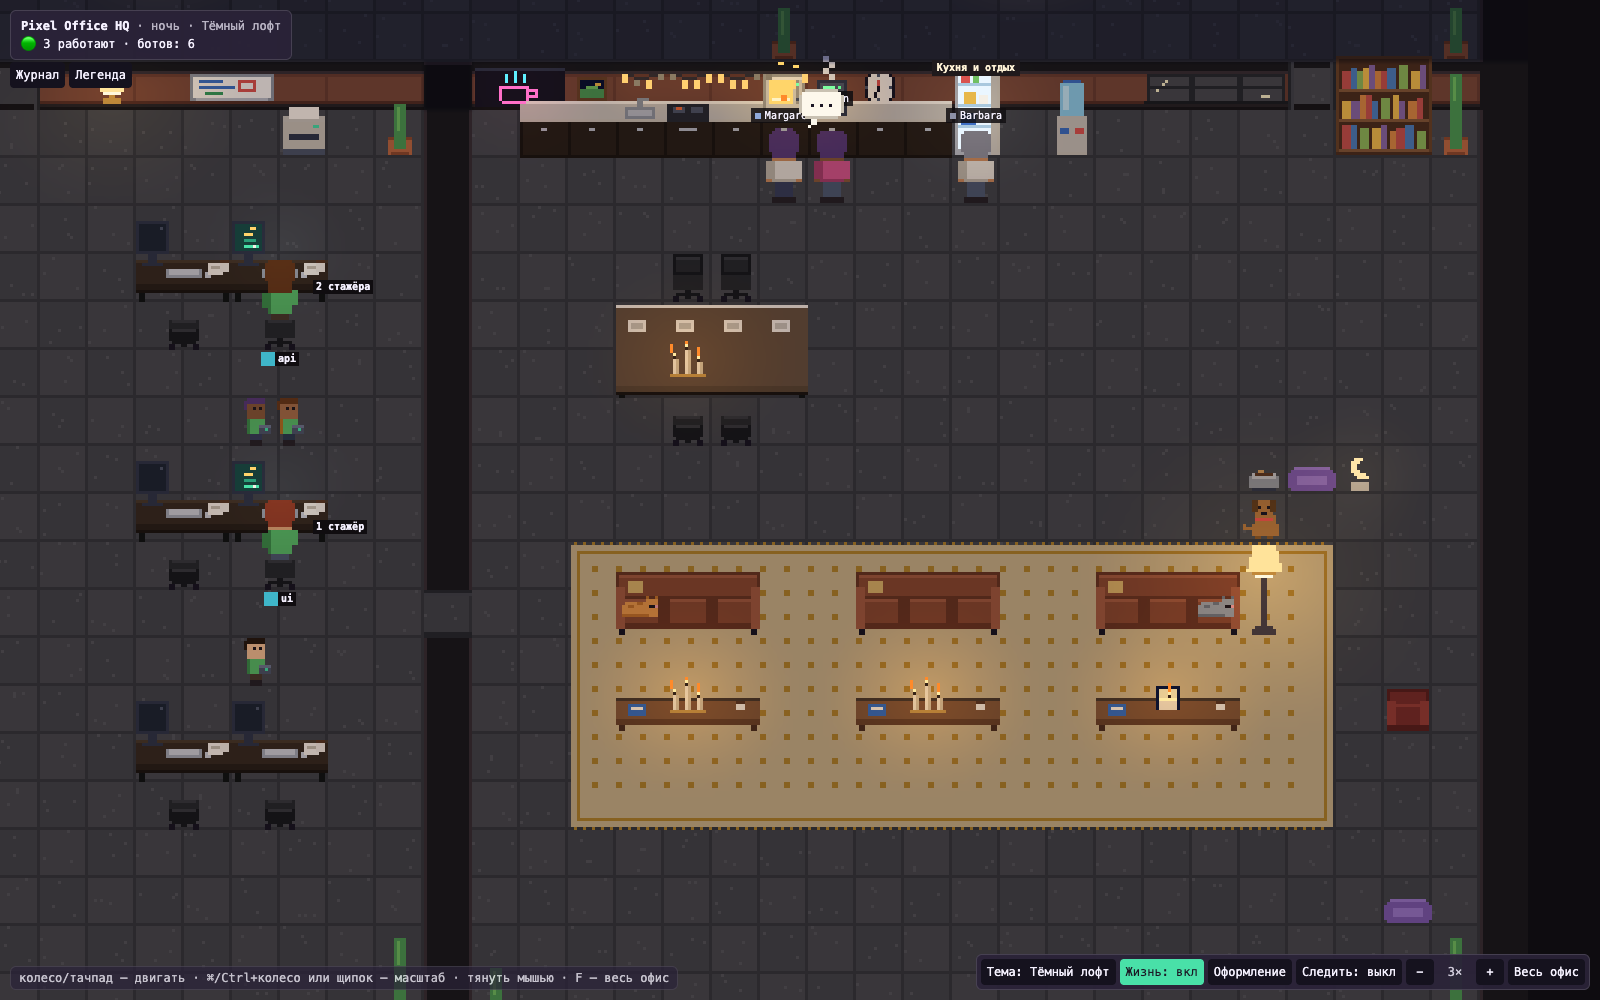 Pixel Office HQ · ночь · Тёмный лофт
3 работают · ботов: 6
Журнал
Легенда
Кухня и отдых
Barbara
2 стажёра
api
1 стажёр
ui
колесо/тачпад — двигать · ⌘/Ctrl+колесо или щипок — масштаб · тянуть мышью · F — весь офис
Тема: Тёмный лофт
Жизнь: вкл
Оформление
Следить: выкл
−
3×
+
Весь офис